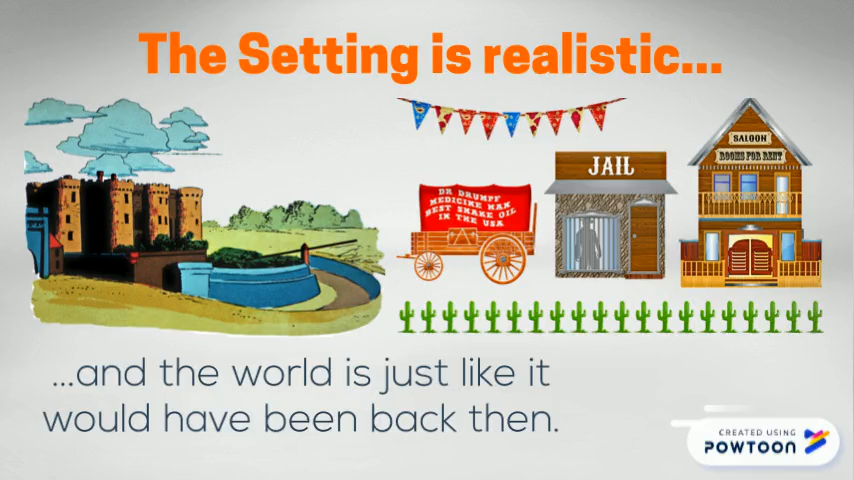 The Setting is realistic...
DR DRUMPF
MEDICINE MAN
BEST SNAKE OIL
IN THE USA
JAIL
SALOON
ROOMS FOR RENT
...and the world is just like it
would have been back then.
CREATED USING
POWTOON